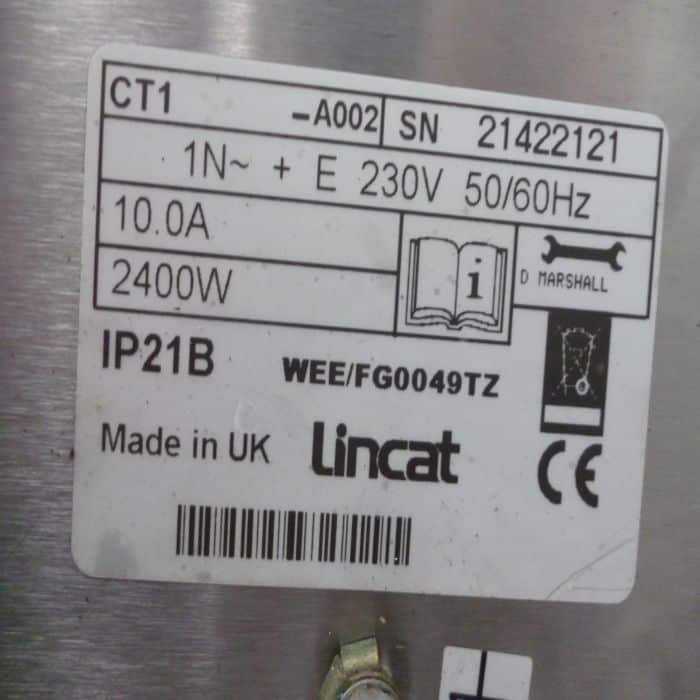 CT1 -A002 SN 21422121
1N~ + E 230V 50/60Hz
10.0A
2400W
i
D MARSHALL
IP21B
WEE/FG0049TZ
Made in UK Lincat
CE